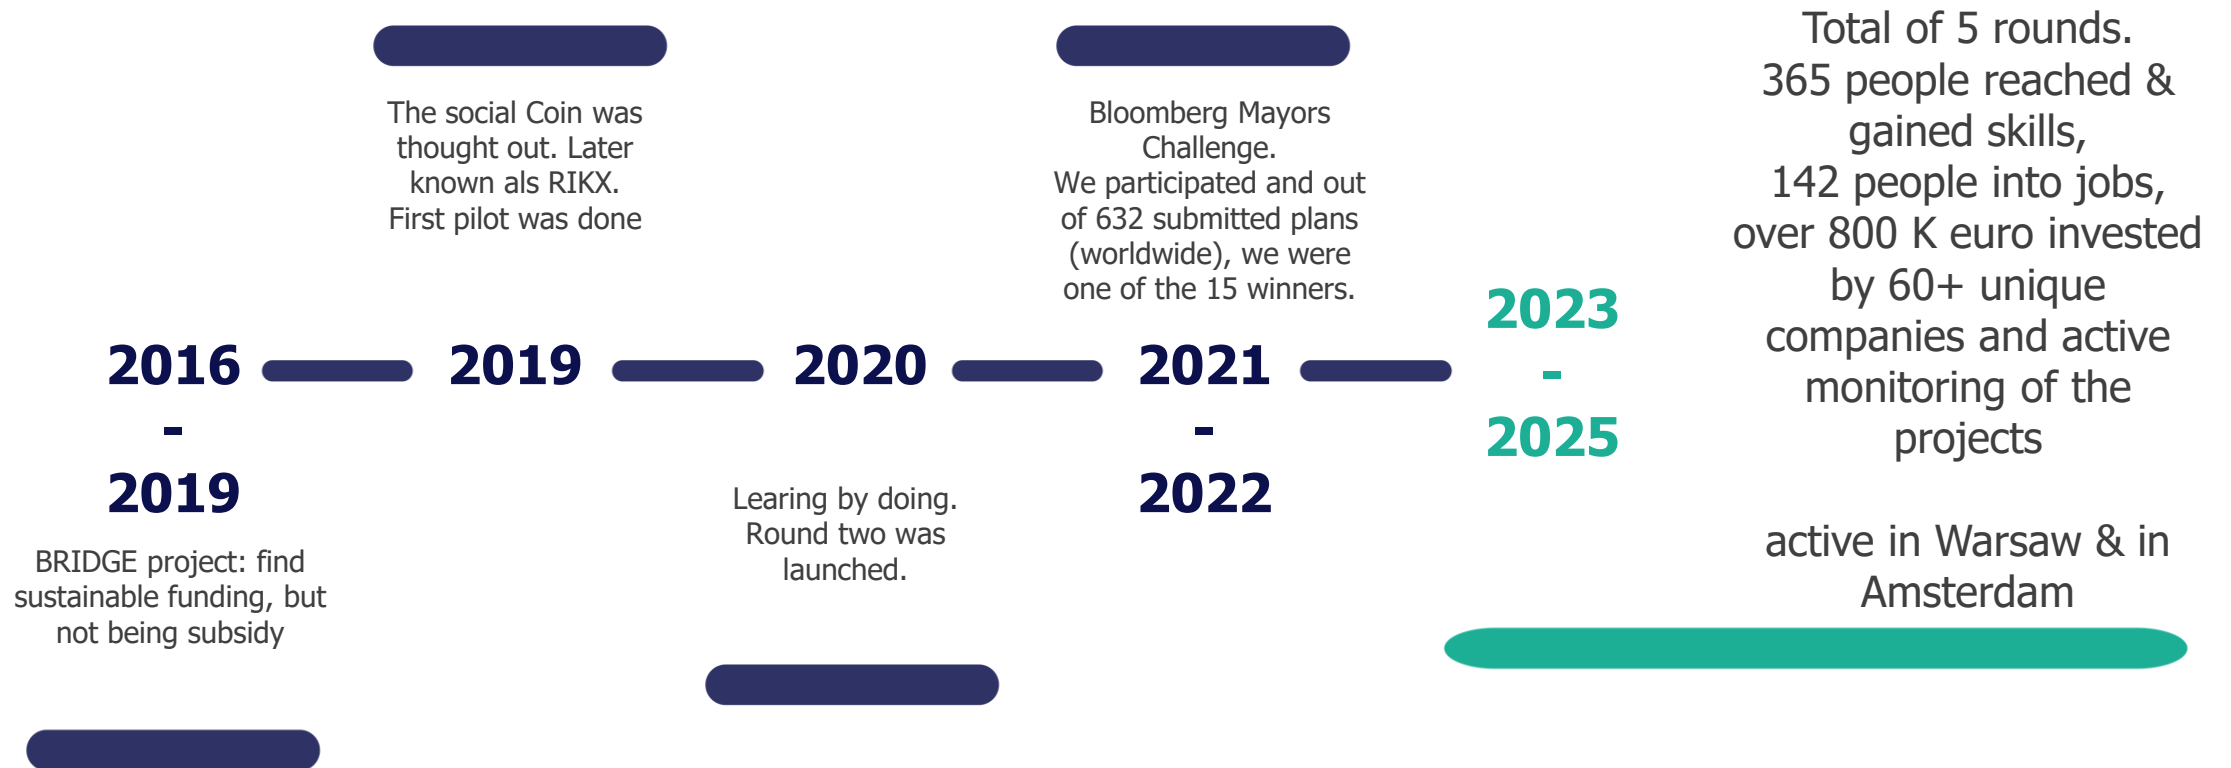 2016
-
2019
BRIDGE project: find
sustainable funding, but
not being subsidy
The social Coin was
thought out. Later
known als RIKX.
First pilot was done
2019
2020
Learing by doing.
Round two was
launched.
Bloomberg Mayors
Challenge.
We participated and out
of 632 submitted plans
(worldwide), we were
one of the 15 winners.
2021
-
2022
2023
-
2025
Total of 5 rounds.
365 people reached &
gained skills,
142 people into jobs,
over 800 K euro invested
by 60+ unique
companies and active
monitoring of the
projects
active in Warsaw & in
Amsterdam